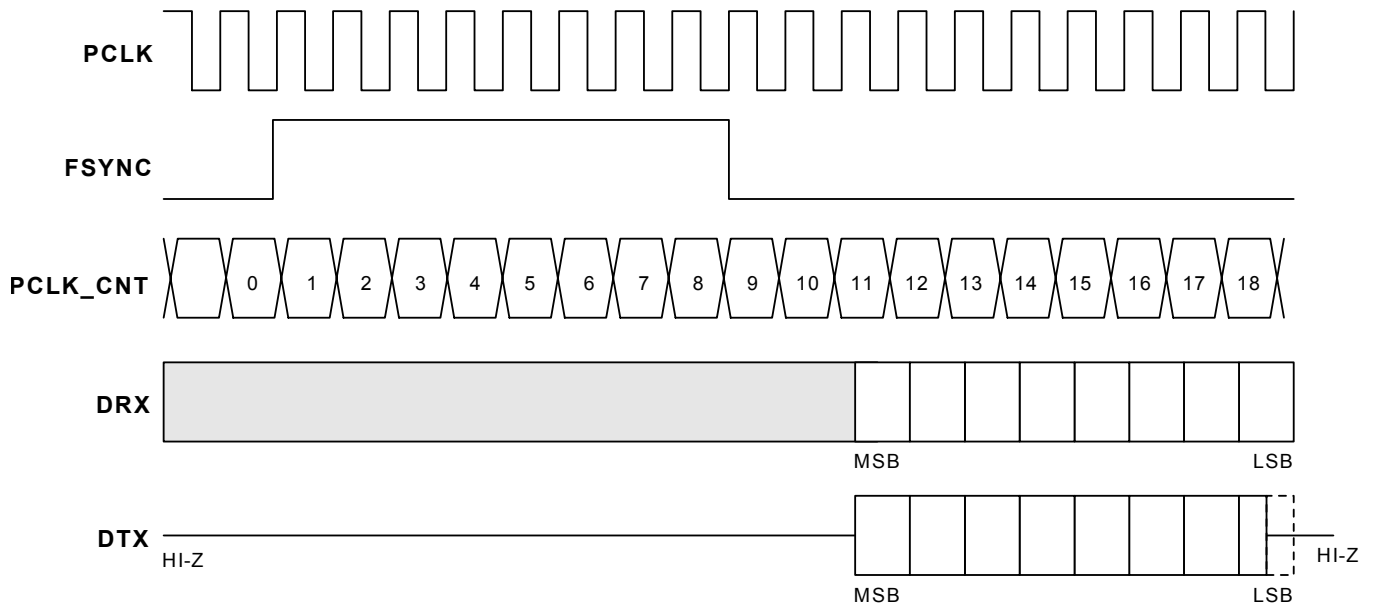 PCLK
FSYNC
PCLK_CNT 0 1 2 3 4 5 6 7 8 9 10 11 12 13 14 15 16 17 18
DRX
MSB LSB
DTX
HI-Z HI-Z
MSB LSB